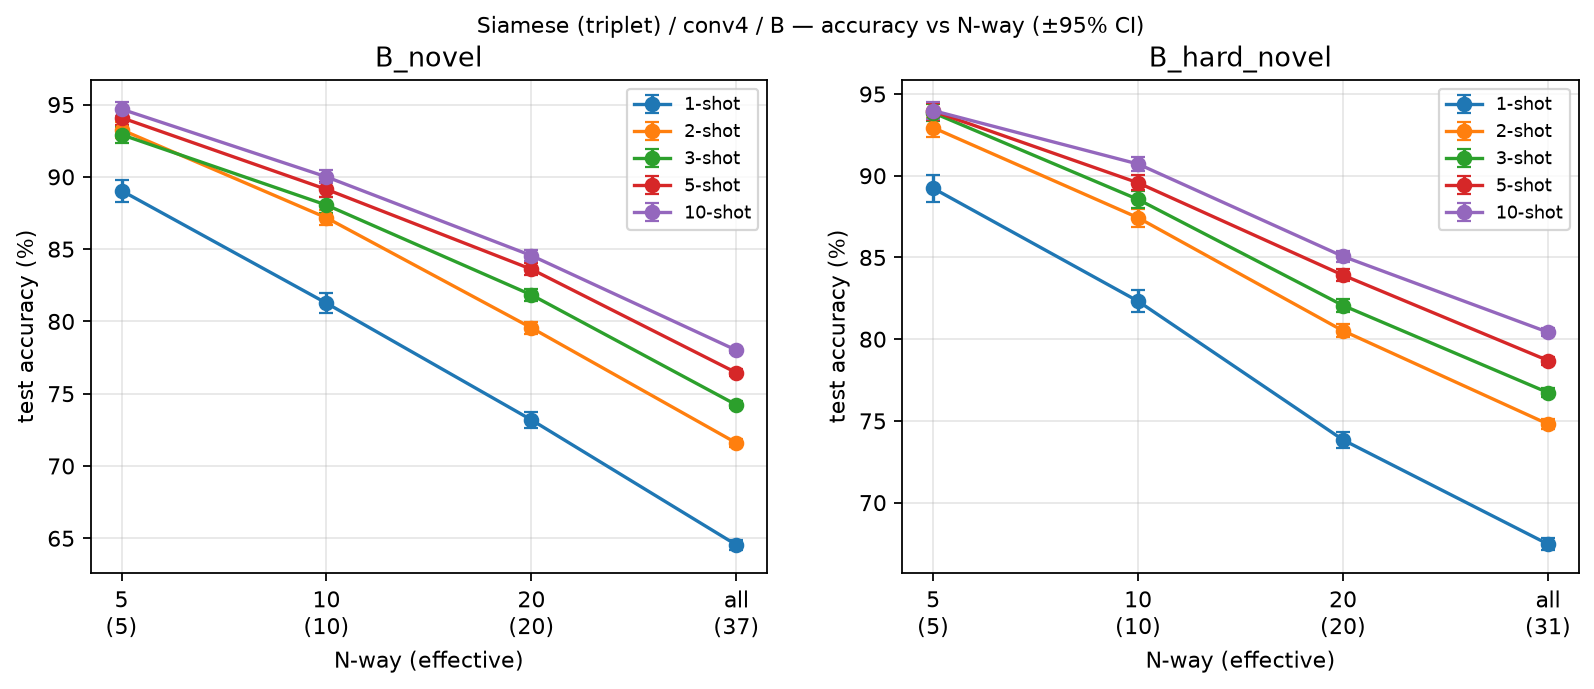 Siamese (triplet) / conv4 / B — accuracy vs N-way (±95% CI)
B_novel
test accuracy (%)
95
90
85
80
75
70
65
1-shot
2-shot
3-shot
5-shot
10-shot
5 10 20 all
(5) (10) (20) (37)
N-way (effective)
B_hard_novel
test accuracy (%)
95
90
85
80
75
70
1-shot
2-shot
3-shot
5-shot
10-shot
5 10 20 all
(5) (10) (20) (31)
N-way (effective)